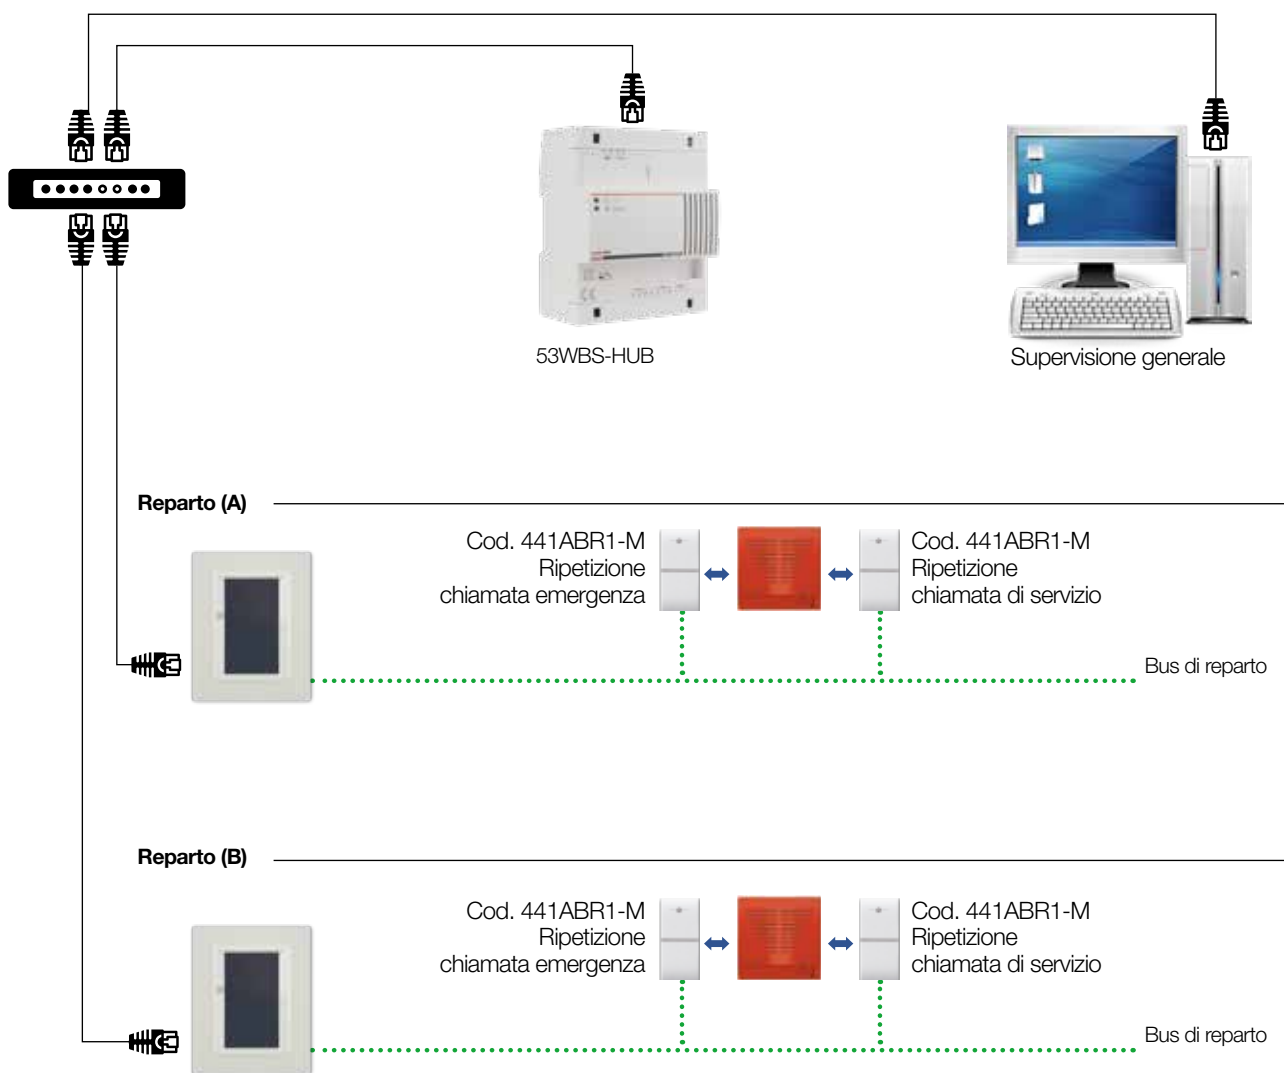 53WBS-HUB
Supervisione generale
Reparto (A)
Cod. 441ABR1-M
Ripetizione
chiamata emergenza
Cod. 441ABR1-M
Ripetizione
chiamata di servizio
Bus di reparto
Reparto (B)
Cod. 441ABR1-M
Ripetizione
chiamata emergenza
Cod. 441ABR1-M
Ripetizione
chiamata di servizio
Bus di reparto